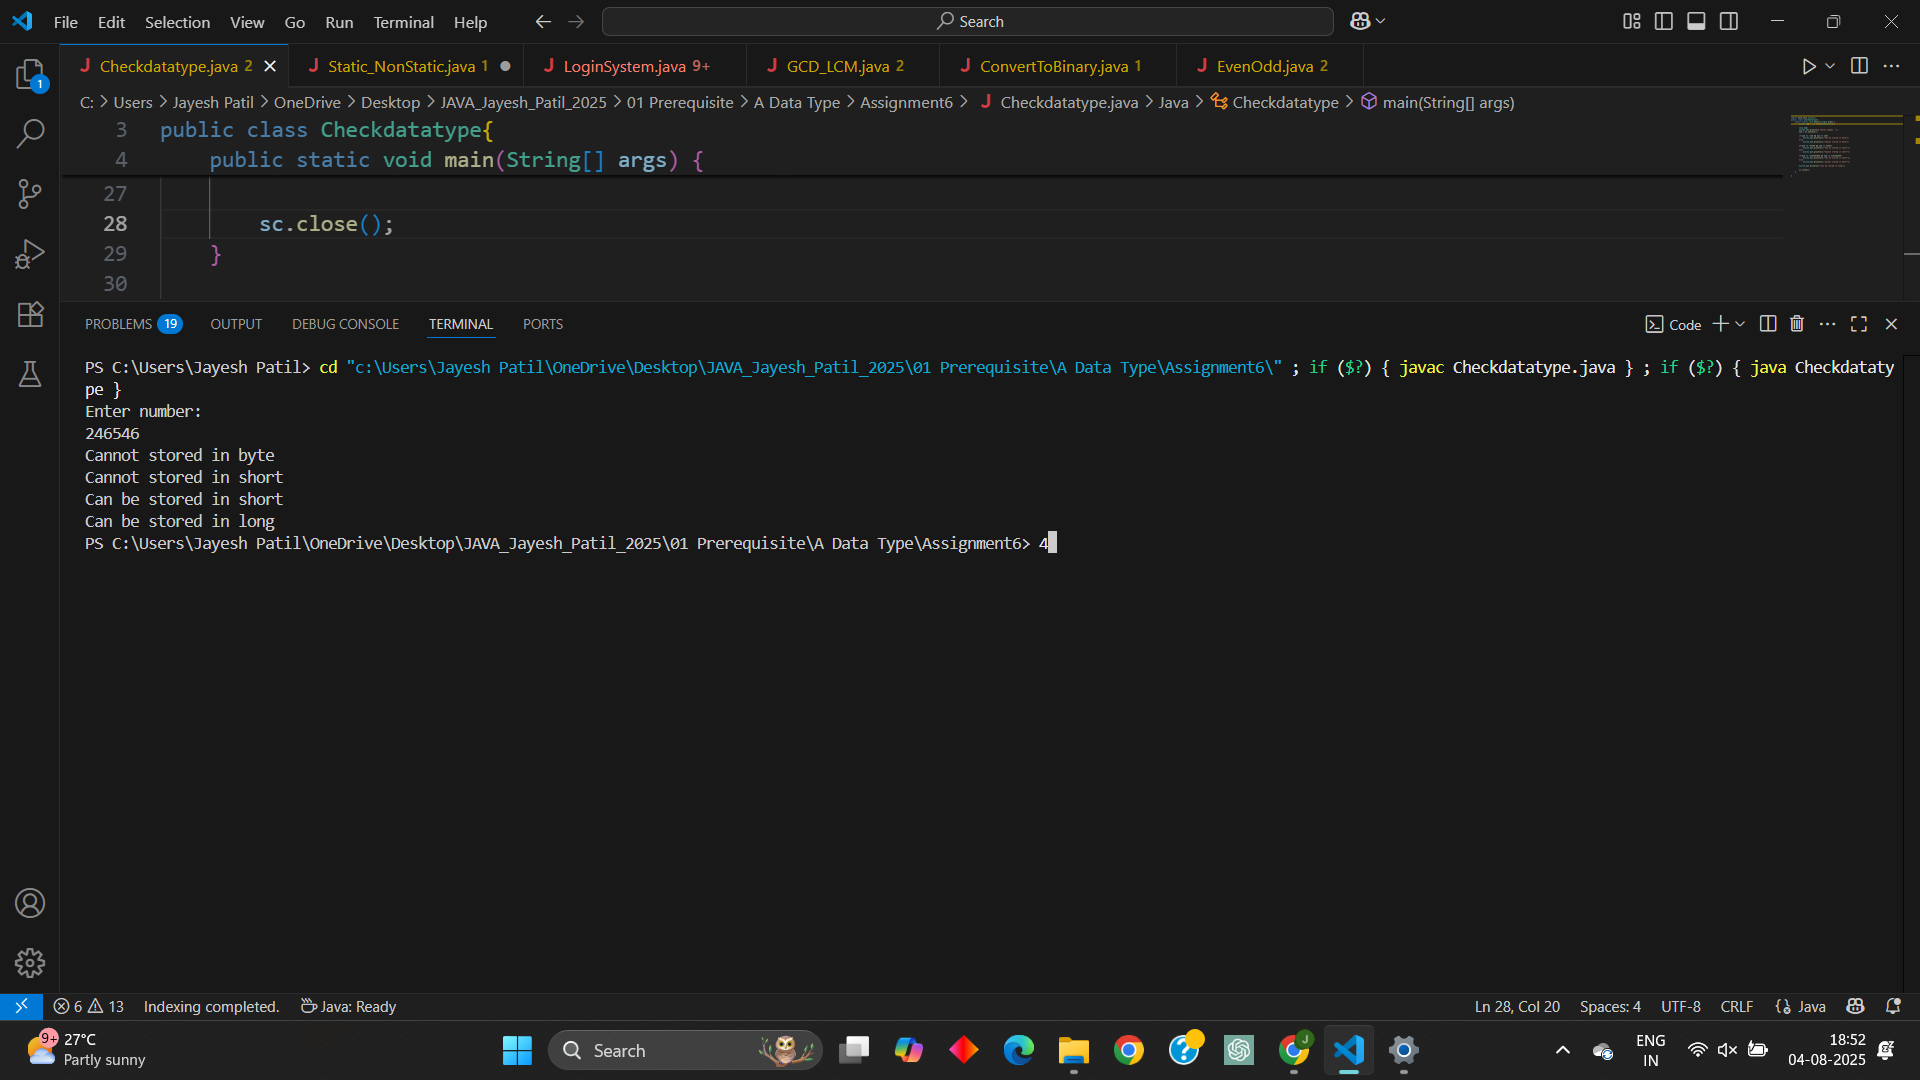 File Edit Selection View Go Run Terminal Help Search
1
J Checkdatatype.java 2 J Static_NonStatic.java 1 J LoginSystem.java 9+ J GCD_LCM.java 2 J ConvertToBinary.java 1 J EvenOdd.java 2
C: > Users > Jayesh Patil > OneDrive > Desktop > JAVA_Jayesh_Patil_2025 > 01 Prerequisite > A Data Type > Assignment6 > J Checkdatatype.java > Java > Checkdatatype > main(String[] args)
3 public class Checkdatatype{
4 public static void main(String[] args) {
27
28 sc.close();
29 }
30
PROBLEMS 19 OUTPUT DEBUG CONSOLE TERMINAL PORTS Code
PS C:\Users\Jayesh Patil> cd "c:\Users\Jayesh Patil\OneDrive\Desktop\JAVA_Jayesh_Patil_2025\01 Prerequisite\A Data Type\Assignment6\" ; if ($?) { javac Checkdatatype.java } ; if ($?) { java Checkdataty
pe }
Enter number:
246546
Cannot stored in byte
Cannot stored in short
Can be stored in short
Can be stored in long
PS C:\Users\Jayesh Patil\OneDrive\Desktop\JAVA_Jayesh_Patil_2025\01 Prerequisite\A Data Type\Assignment6> 4
6 13 Indexing completed. Java: Ready Ln 28, Col 20 Spaces: 4 UTF-8 CRLF {} Java
9+ 27°C
Partly sunny
Search
J
ENG
IN
18:52
04-08-2025